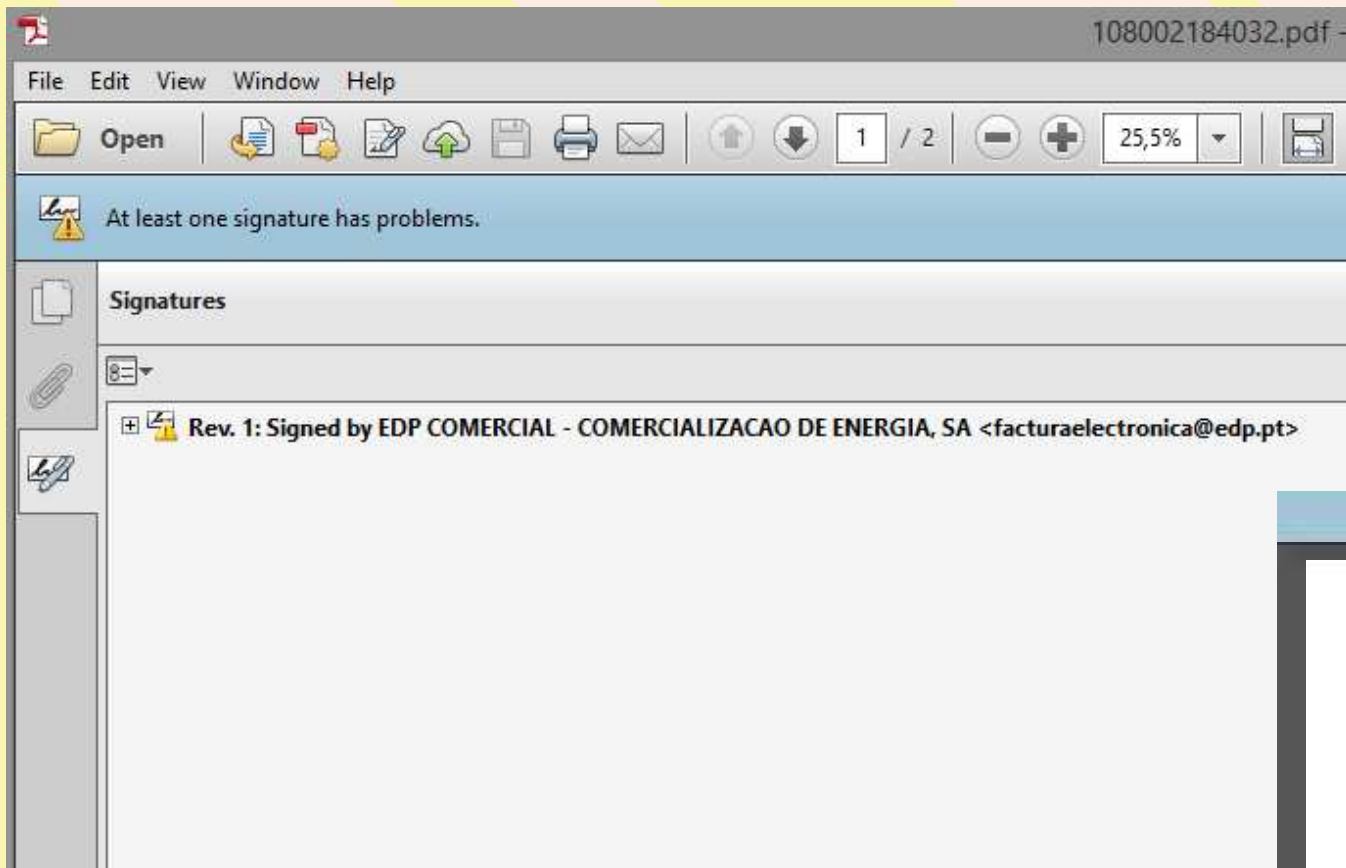 108002184032.pdf -
File Edit View Window Help
Open 1 / 2 25,5%
At least one signature has problems.
Signatures
Rev. 1: Signed by EDP COMERCIAL - COMERCIALIZACAO DE ENERGIA, SA <facturaelectronica@edp.pt>